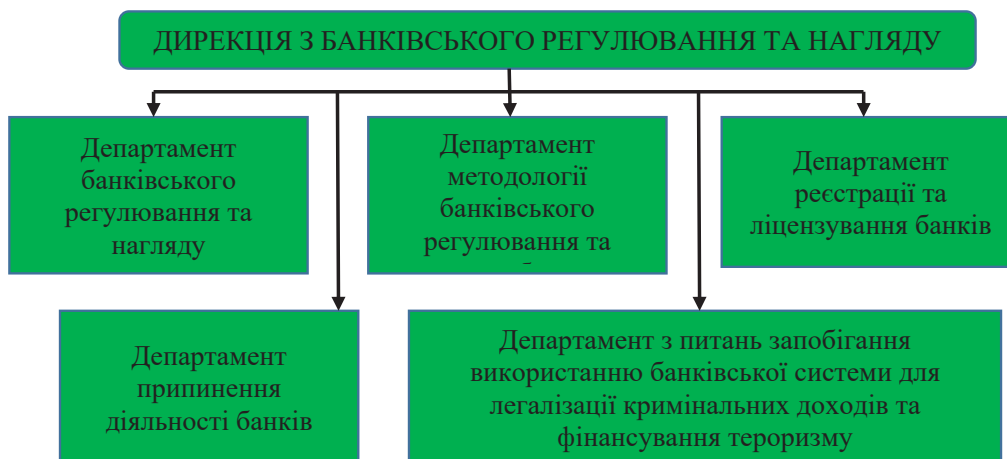 ДИРЕКЦІЯ З БАНКІВСЬКОГО РЕГУЛЮВАННЯ ТА НАГЛЯДУ
Департамент
банківського
регулювання та
нагляду
Департамент
методології
банківського
регулювання та
Департамент
реєстрації та
ліцензування банків
Департамент
припинення
діяльності банків
Департамент з питань запобігання
використанню банківської системи для
легалізації кримінальних доходів та
фінансування тероризму